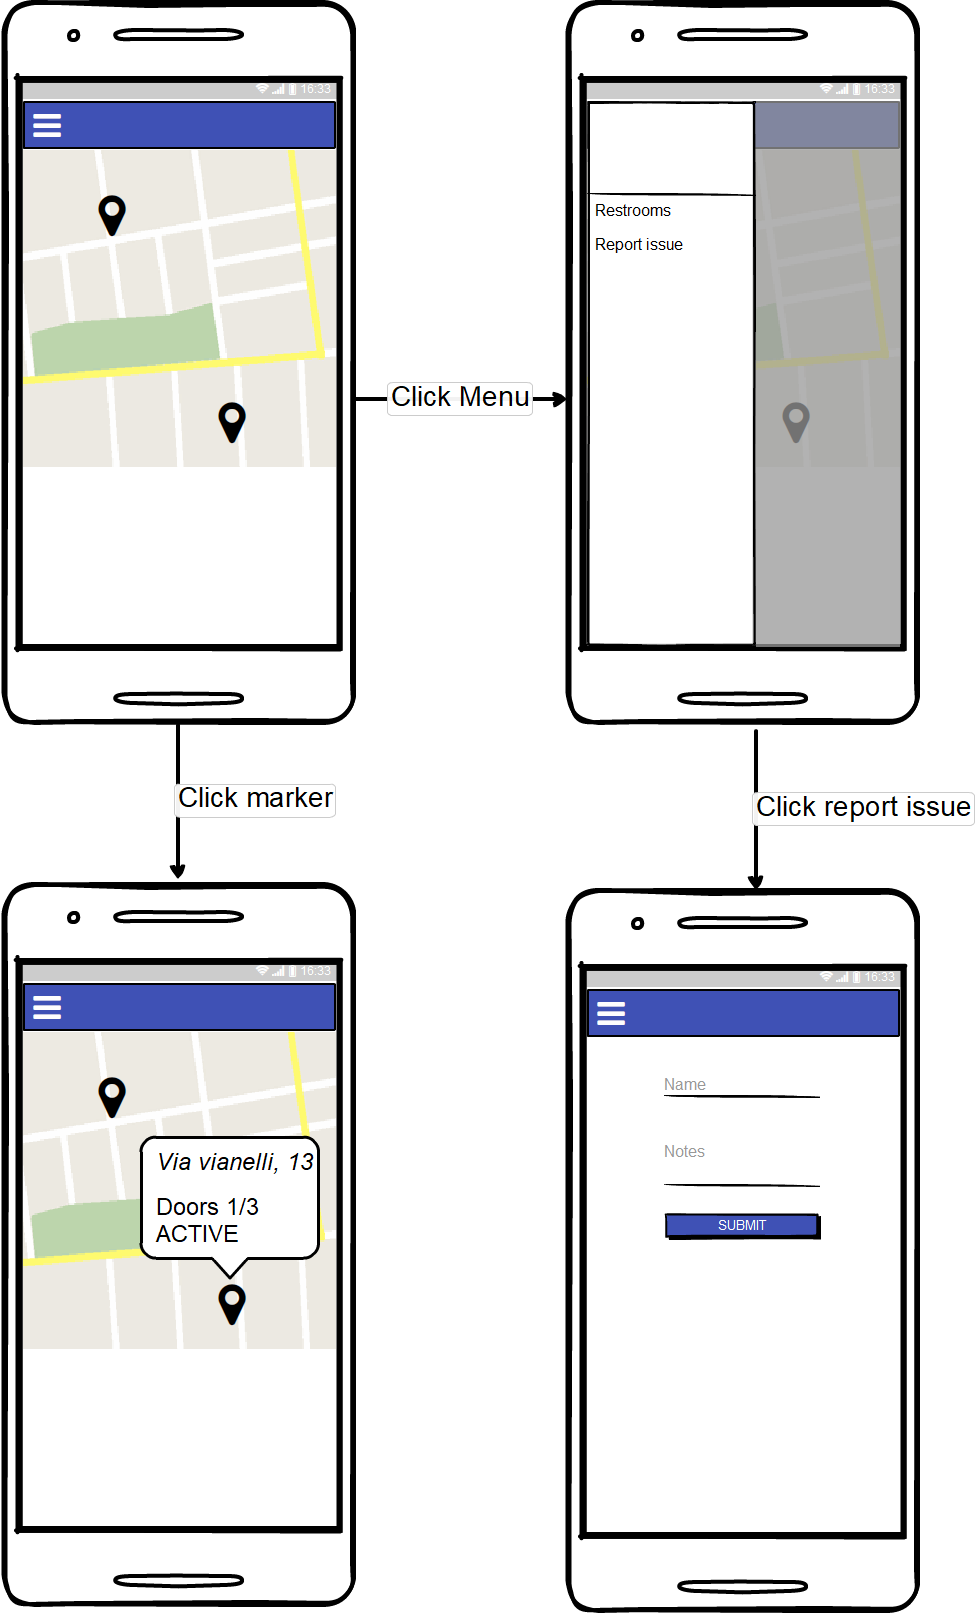 16:33
16:33
Restrooms
Report issue
Click Menu
Click marker
Click report issue
16:33
16:33
Name
Via vianelli, 13
Notes
Doors 1/3
ACTIVE
SUBMIT